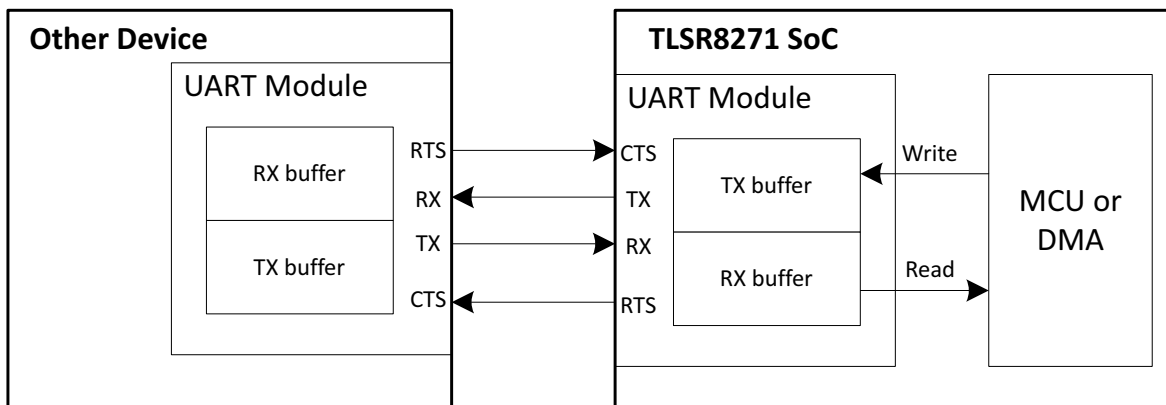 Other Device
UART Module
RX buffer
TX buffer
RTS
RX
TX
CTS
TLSR8271 SoC
UART Module
CTS
TX
RX
RTS
TX buffer
RX buffer
Write
Read
MCU or
DMA